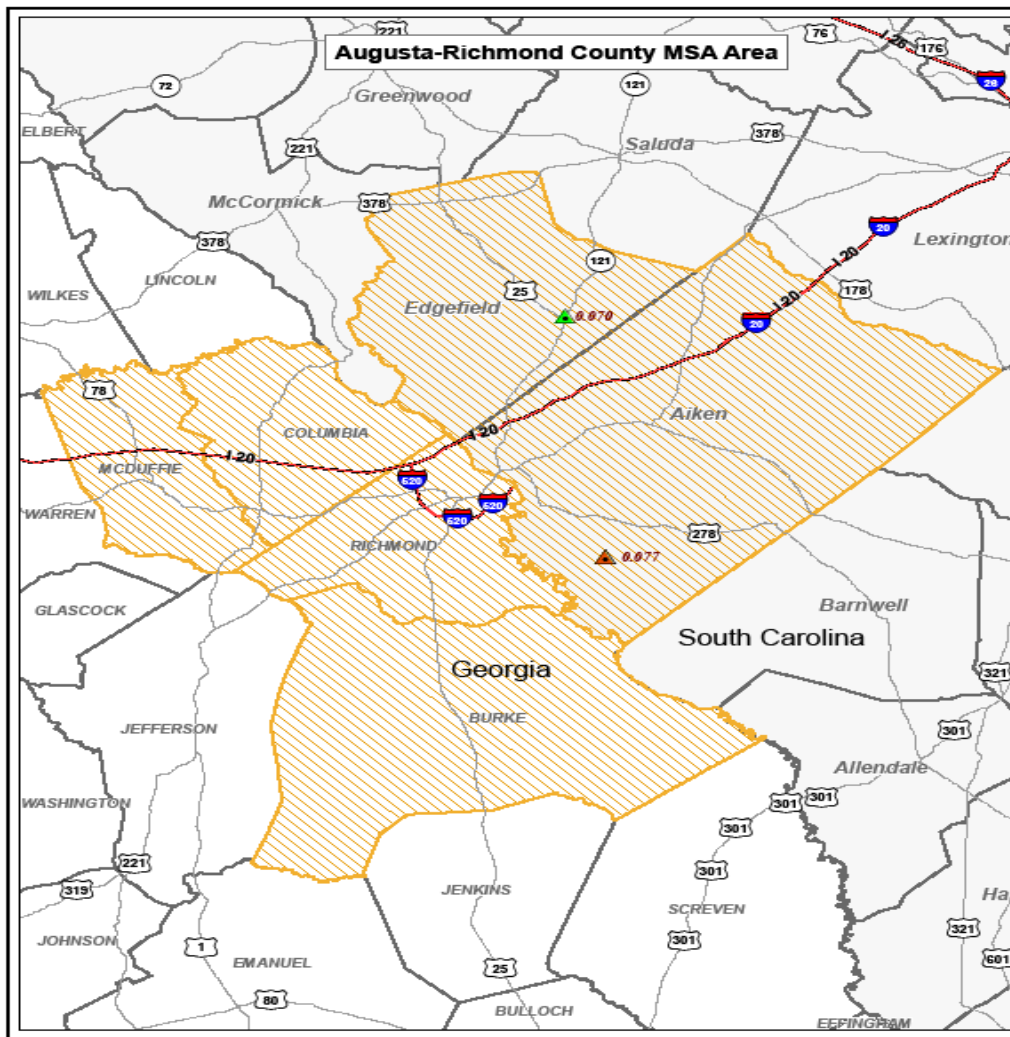 221
Augusta-Richmond County MSA Area
76
I-26
176
26
72
Greenwood
121
ELBERT
221
378
Saluda
McCormick
378
20
378
Lexington
LINCOLN
121
I-20
WILKES
25
178
Edgefield
0.070
20
I-20
78
Aiken
COLUMBIA
I-20
I-20
MCDUFFIE
520
520
WARREN
520
278
RICHMOND
0.077
GLASCOCK
Barnwell
South Carolina
Georgia
321
BURKE
JEFFERSON
301
Allendale
WASHINGTON
301
301
301
221
301
319
JENKINS
SCREVEN
Ha
321
JOHNSON
1
301
EMANUEL
25
601
80
BULLOCH
EFFINGHAM